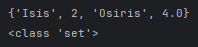 {'Isis', 2, 'Osiris', 4.0}
<class 'set'>